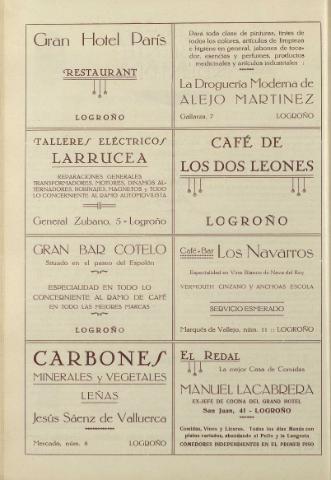 Gran Hotel París
RESTAURANT
LOGROÑO
Para toda clase de pinturas, tintes de
todos los colores, artículos de limpieza
e higiene en general, jabones de toca-
dor, esencias y perfumes, productos
: medicinales y artículos industriales :
La Droguería Moderna de
ALEJO MARTINEZ
Gallarza, 7 LOGROÑO
TALLERES ELÉCTRICOS
LARRUCEA
REPARACIONES GENERALES
TRANSFORMADORES, MOTORES, DINAMOS AL-
TERNADORES, BOBINAJES, MAGNETOS y TODO
LO CONCERNIENTE AL RAMO AUTOMOVILISTA
General Zubano, 5 - Logroño
CAFÉ DE
LOS DOS LEONES
LOGROÑO
GRAN BAR COTELO
Situado en el paseo del Espolón
ESPECIALIDAD EN TODO LO
CONCERNIENTE AL RAMO DE CAFÉ
EN TODO LAS MEJORES MARCAS
LOGROÑO
Café-Bar Los Navarros
Especialidad en Vino Blanco de Nava del Rey
VERMOUTH CINZANO Y ANCHOAS ESCALA
SERVICIO ESMERADO
Marqués de Vallejo, núm. 11 :: LOGROÑO
CARBONES
MINERALES y VEGETALES
LEÑAS
Jesús Sáenz de Valluerca
Mercado, núm. 8 LOGROÑO
EL REDAL
La mejor Casa de Comidas
MANUEL LACABRERA
EX-JEFE DE COCINA DEL GRAND HOTEL
San Juan, 41 - LOGROÑO
Comidas, Vinos y Licores. Todos los días Menús con
platos variados, abundando el Pollo y la Langosta
COMEDORES INDEPENDIENTES EN EL PRIMER PISO